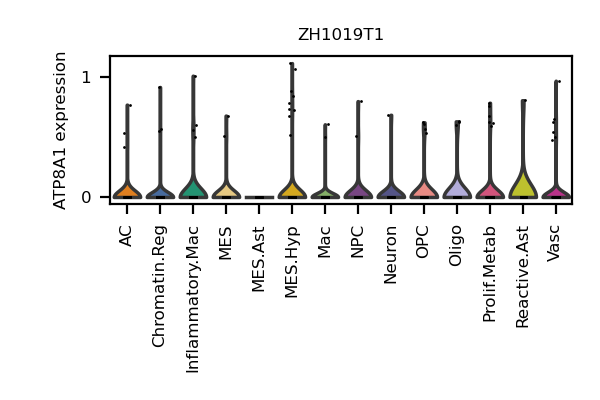 ZH1019T1
ATP8A1 expression
1
0
AC
Chromatin.Reg
Inflammatory.Mac
MES
MES.Ast
MES.Hyp
Mac
NPC
Neuron
OPC
Oligo
Prolif.Metab
Reactive.Ast
Vasc